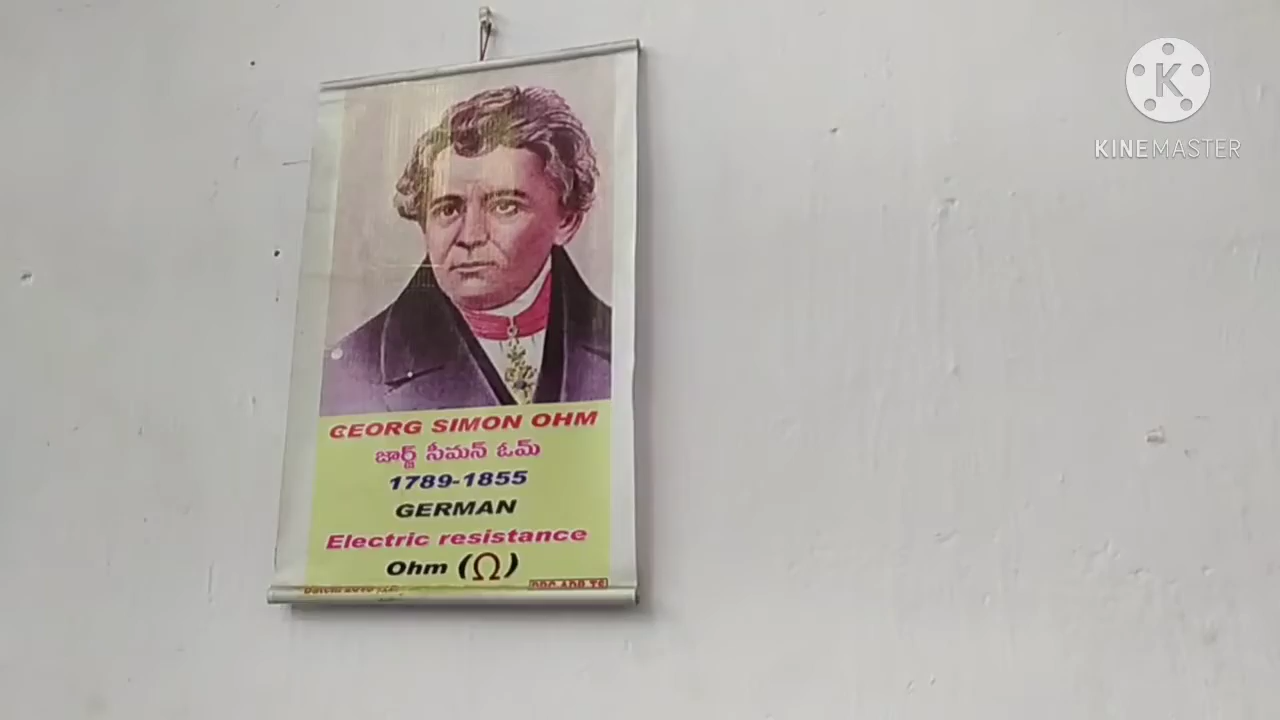 KINEMASTER
GEORG SIMON OHM
జార్జ్ సీమన్ ఓమ్
1789-1855
GERMAN
Electric resistance
Ohm (Ω)